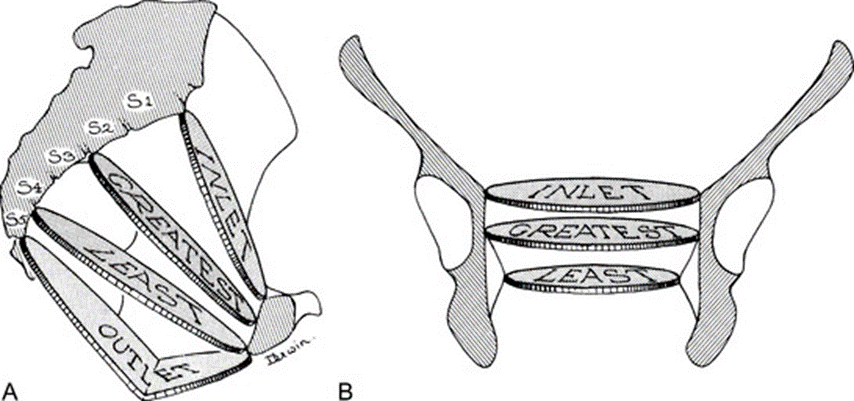 S1
S2
S3
S4
S5
INLET
GREATEST
LEAST
OUTLET
A
INLET
GREATEST
LEAST
B